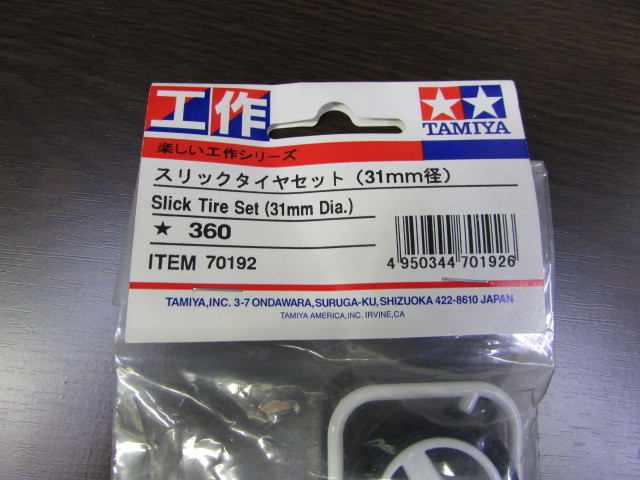 工作
TAMIYA
楽しい工作シリーズ
スリックタイヤセット (31mm径)
Slick Tire Set (31mm Dia.)
★ 360
ITEM 70192
4 950344 701926
TAMIYA,INC. 3-7 ONDAWARA,SURUGA-KU,SHIZUOKA 422-8610 JAPAN
TAMIYA AMERICA,INC. IRVINE,CA